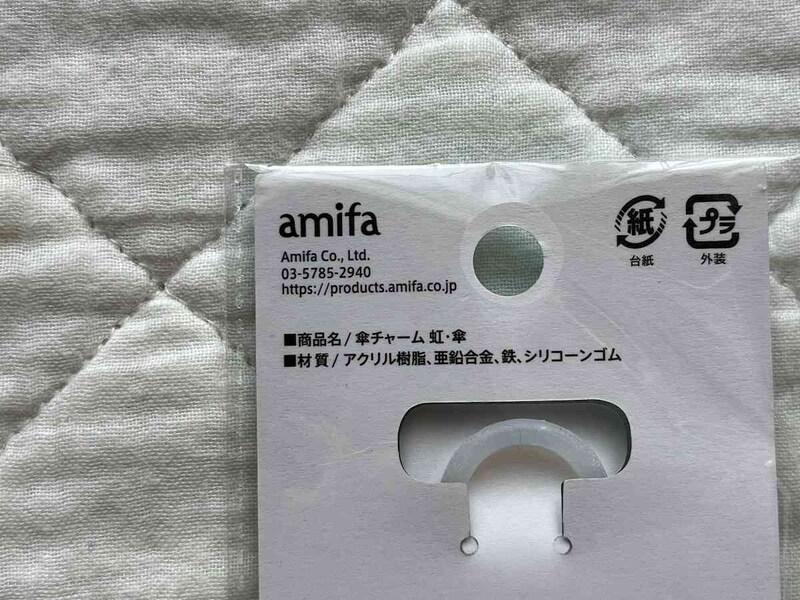 amifa
Amifa Co., Ltd.
03-5785-2940
https://products.amifa.co.jp
紙
台紙
プラ
外装
■商品名/傘チャーム 虹・傘
■材質/アクリル樹脂、亜鉛合金、鉄、シリコーンゴム